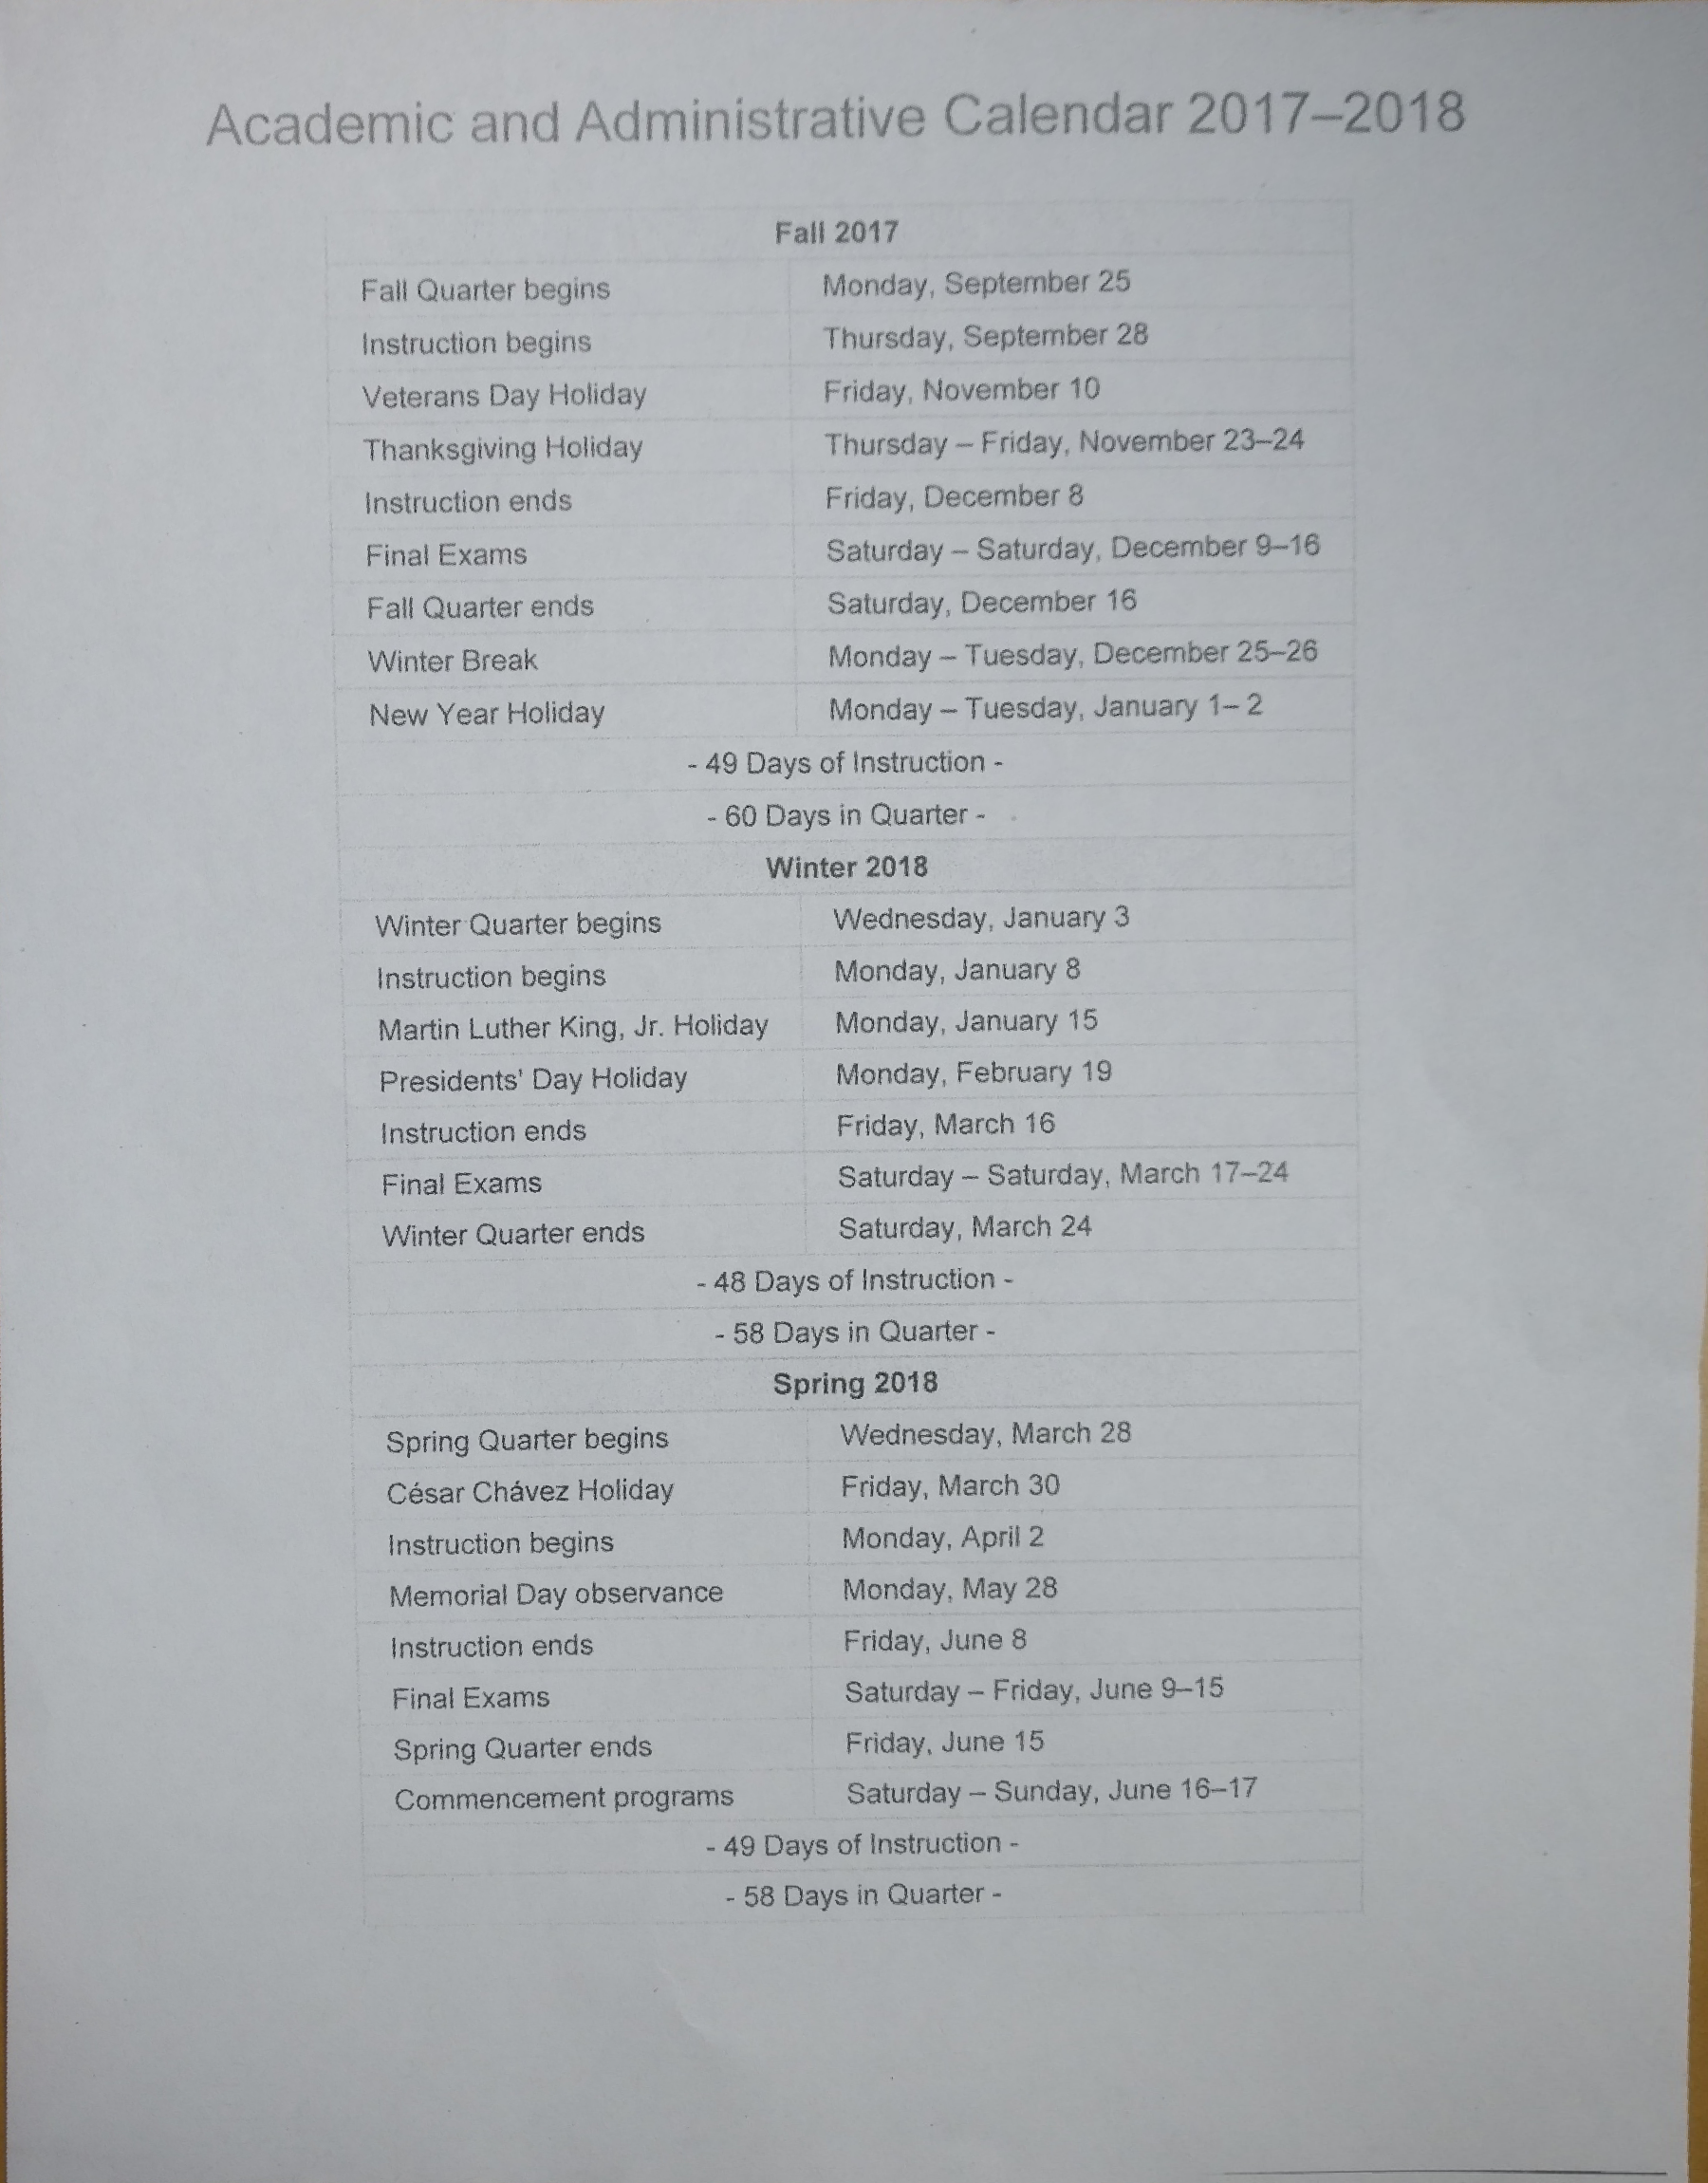 Academic and Administrative Calendar 2017–2018
Fall 2017
Fall Quarter begins Monday, September 25
Instruction begins Thursday, September 28
Veterans Day Holiday Friday, November 10
Thanksgiving Holiday Thursday – Friday, November 23–24
Instruction ends Friday, December 8
Final Exams Saturday – Saturday, December 9–16
Fall Quarter ends Saturday, December 16
Winter Break Monday – Tuesday, December 25–26
New Year Holiday Monday – Tuesday, January 1– 2
- 49 Days of Instruction -
- 60 Days in Quarter -
Winter 2018
Winter Quarter begins Wednesday, January 3
Instruction begins Monday, January 8
Martin Luther King, Jr. Holiday Monday, January 15
Presidents' Day Holiday Monday, February 19
Instruction ends Friday, March 16
Final Exams Saturday – Saturday, March 17–24
Winter Quarter ends Saturday, March 24
- 48 Days of Instruction -
- 58 Days in Quarter -
Spring 2018
Spring Quarter begins Wednesday, March 28
César Chávez Holiday Friday, March 30
Instruction begins Monday, April 2
Memorial Day observance Monday, May 28
Instruction ends Friday, June 8
Final Exams Saturday – Friday, June 9–15
Spring Quarter ends Friday, June 15
Commencement programs Saturday – Sunday, June 16–17
- 49 Days of Instruction -
- 58 Days in Quarter -